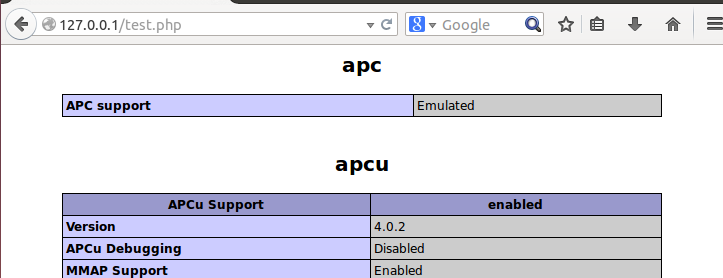 127.0.0.1/test.php
Google
apc
APC support Emulated
apcu
APCu Support enabled
Version 4.0.2
APCu Debugging Disabled
MMAP Support Enabled